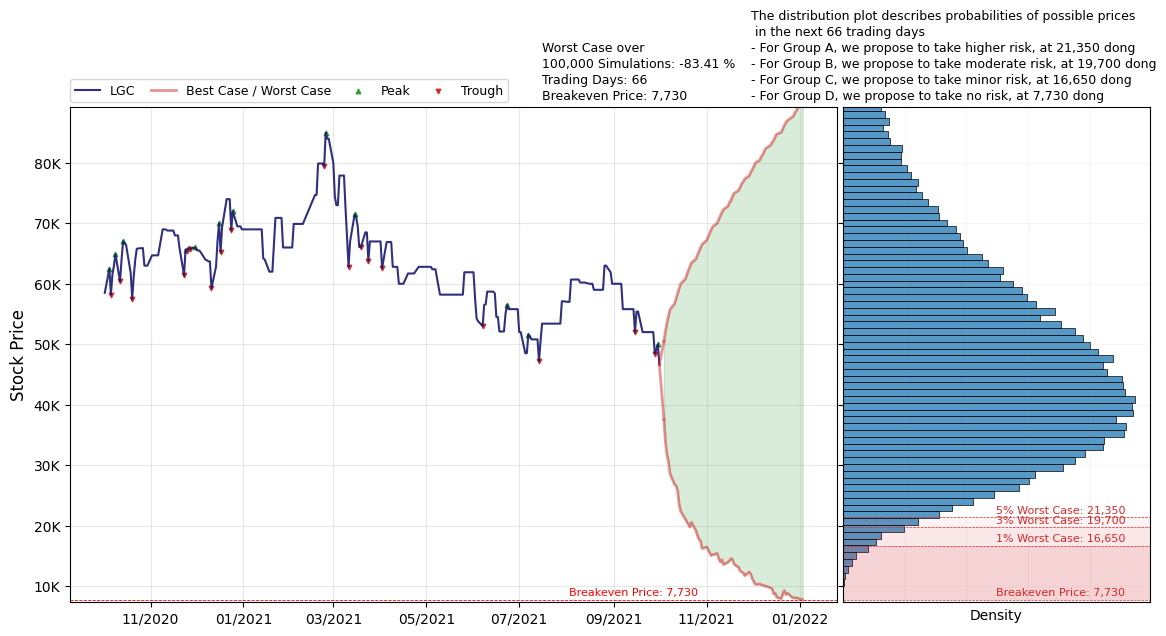 The distribution plot describes probabilities of possible prices
in the next 66 trading days
- For Group A, we propose to take higher risk, at 21,350 dong
- For Group B, we propose to take moderate risk, at 19,700 dong
- For Group C, we propose to take minor risk, at 16,650 dong
- For Group D, we propose to take no risk, at 7,730 dong
Worst Case over
100,000 Simulations: -83.41 %
Trading Days: 66
Breakeven Price: 7,730
LGC
Best Case / Worst Case
Peak
Trough
Stock Price
80K
70K
60K
50K
40K
30K
20K
10K
Breakeven Price: 7,730
11/2020
01/2021
03/2021
05/2021
07/2021
09/2021
11/2021
01/2022
5% Worst Case: 21,350
3% Worst Case: 19,700
1% Worst Case: 16,650
Breakeven Price: 7,730
Density